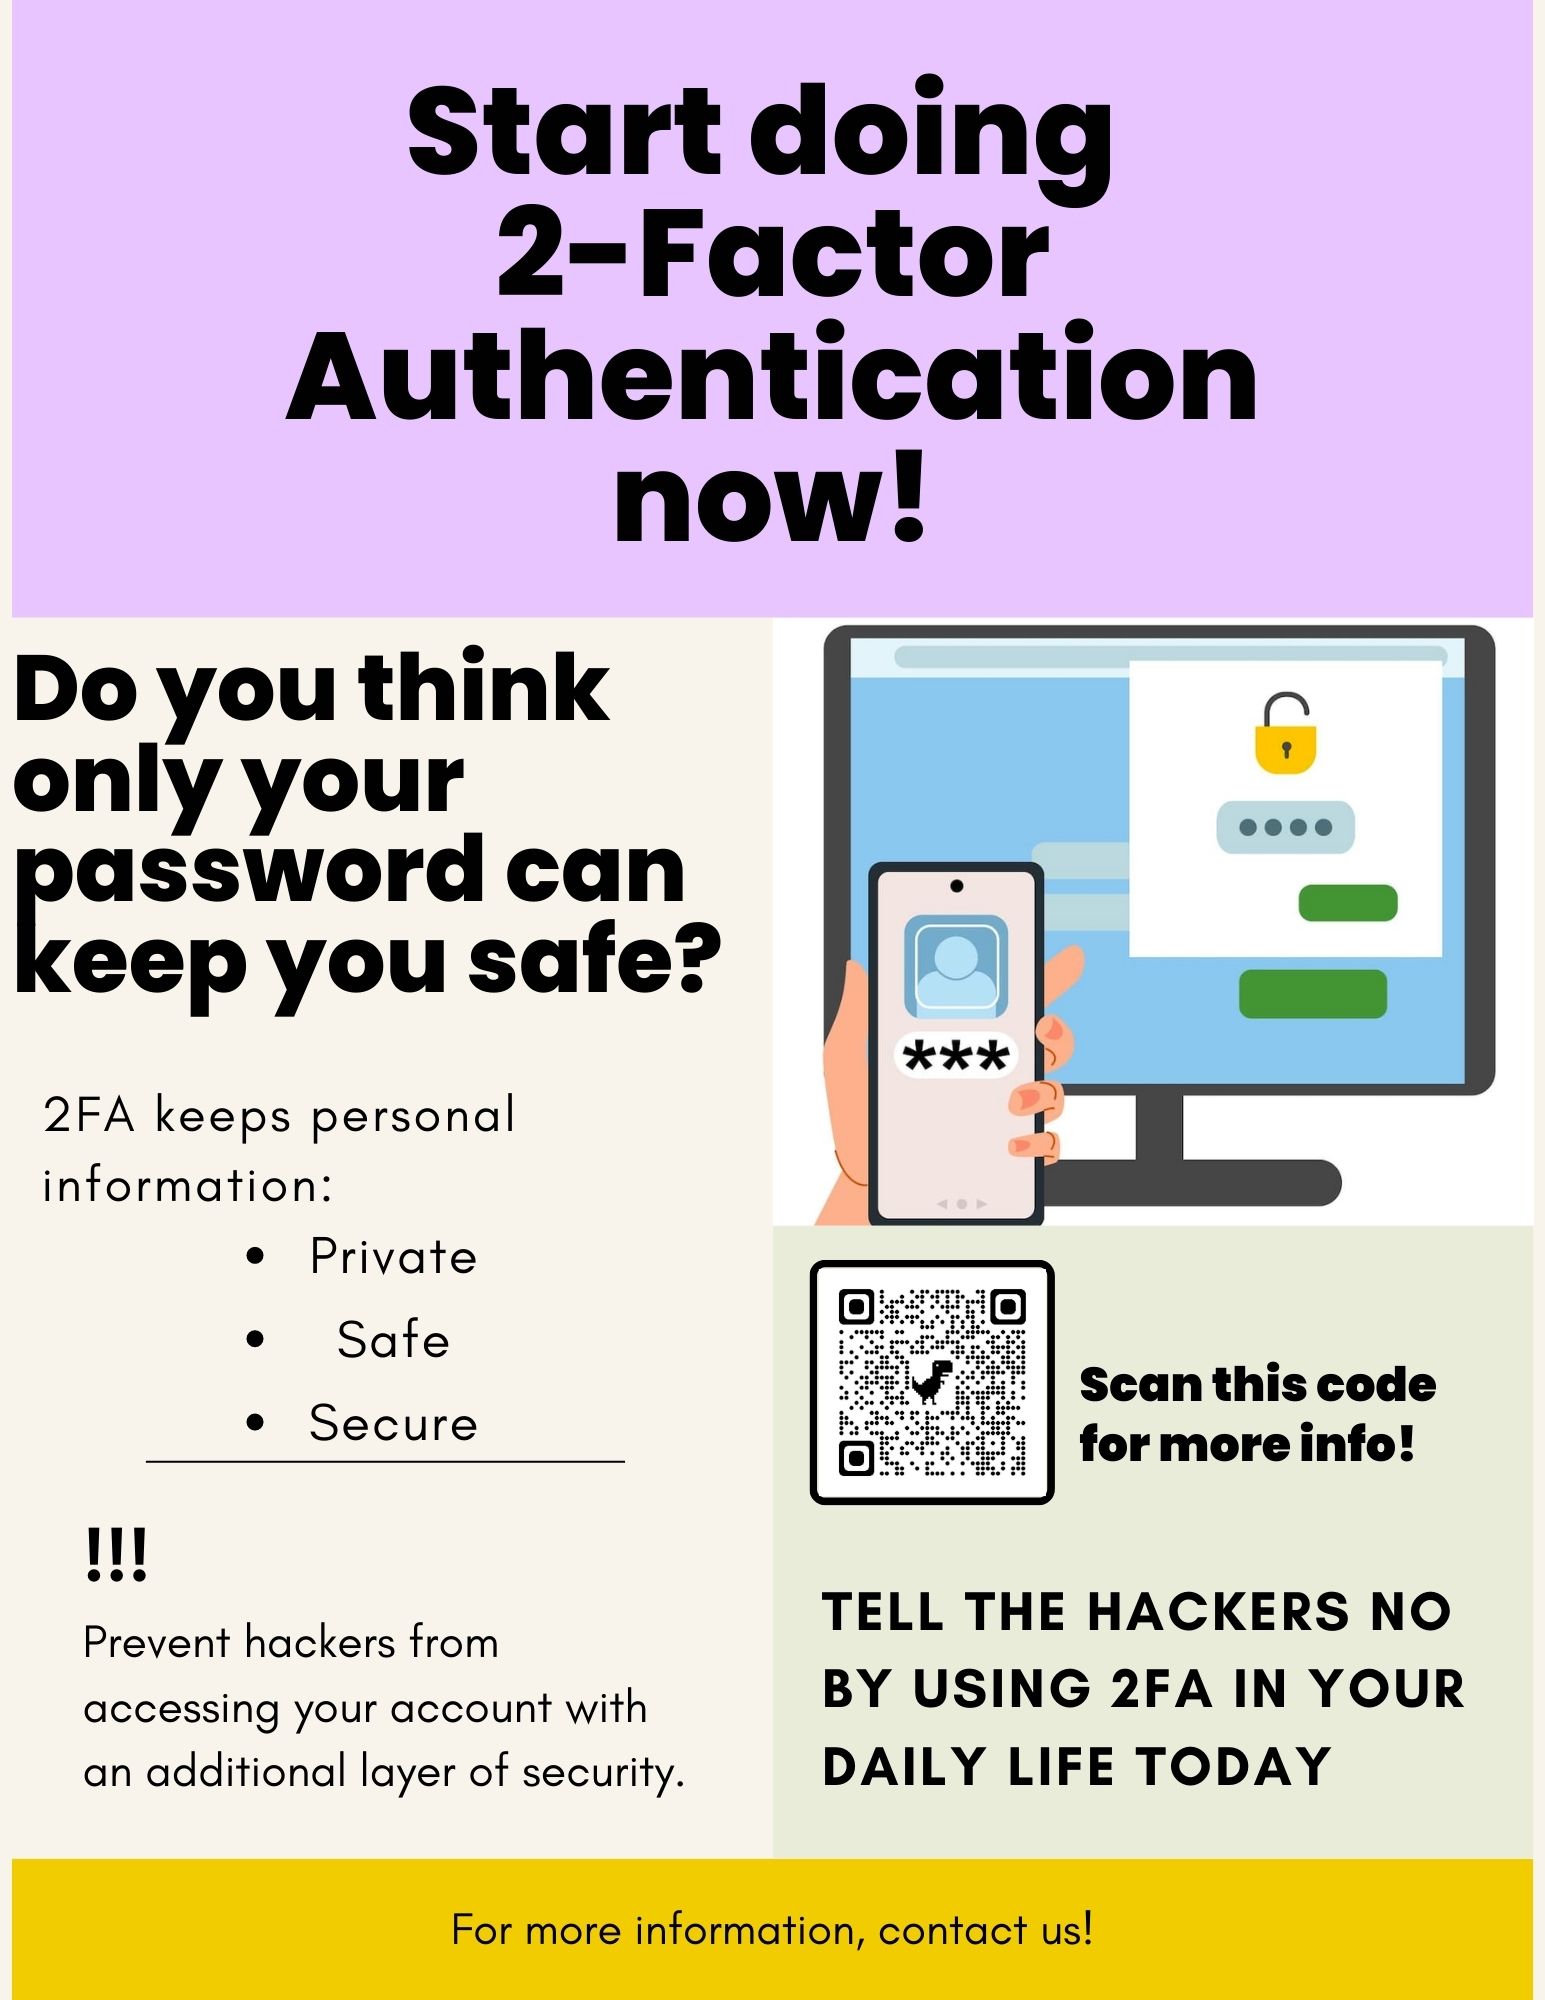 Start doing
2-Factor
Authentication
now!
Do you think
only your
password can
keep you safe?
2FA keeps personal
information:
• Private
• Safe
• Secure
!!!
Prevent hackers from
accessing your account with
an additional layer of security.
***
Scan this code
for more info!
TELL THE HACKERS NO
BY USING 2FA IN YOUR
DAILY LIFE TODAY
For more information, contact us!